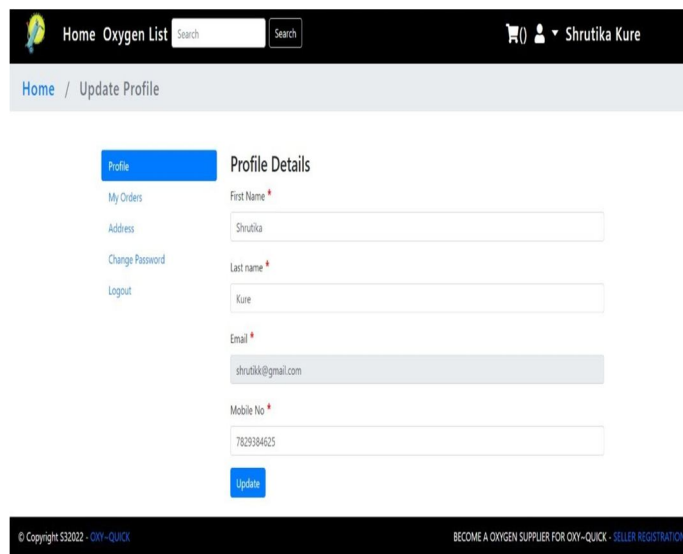 Home Oxygen List Search Search () Shrutika Kure
Home / Update Profile
Profile
My Orders
Address
Change Password
Logout
Profile Details
First Name *
Shrutika
Last name *
Kure
Email *
shrutikk@gmail.com
Mobile No *
7829384625
Update
© Copyright S32022 - OXY~QUICK BECOME A OXYGEN SUPPLIER FOR OXY~QUICK - SELLER REGISTRATION